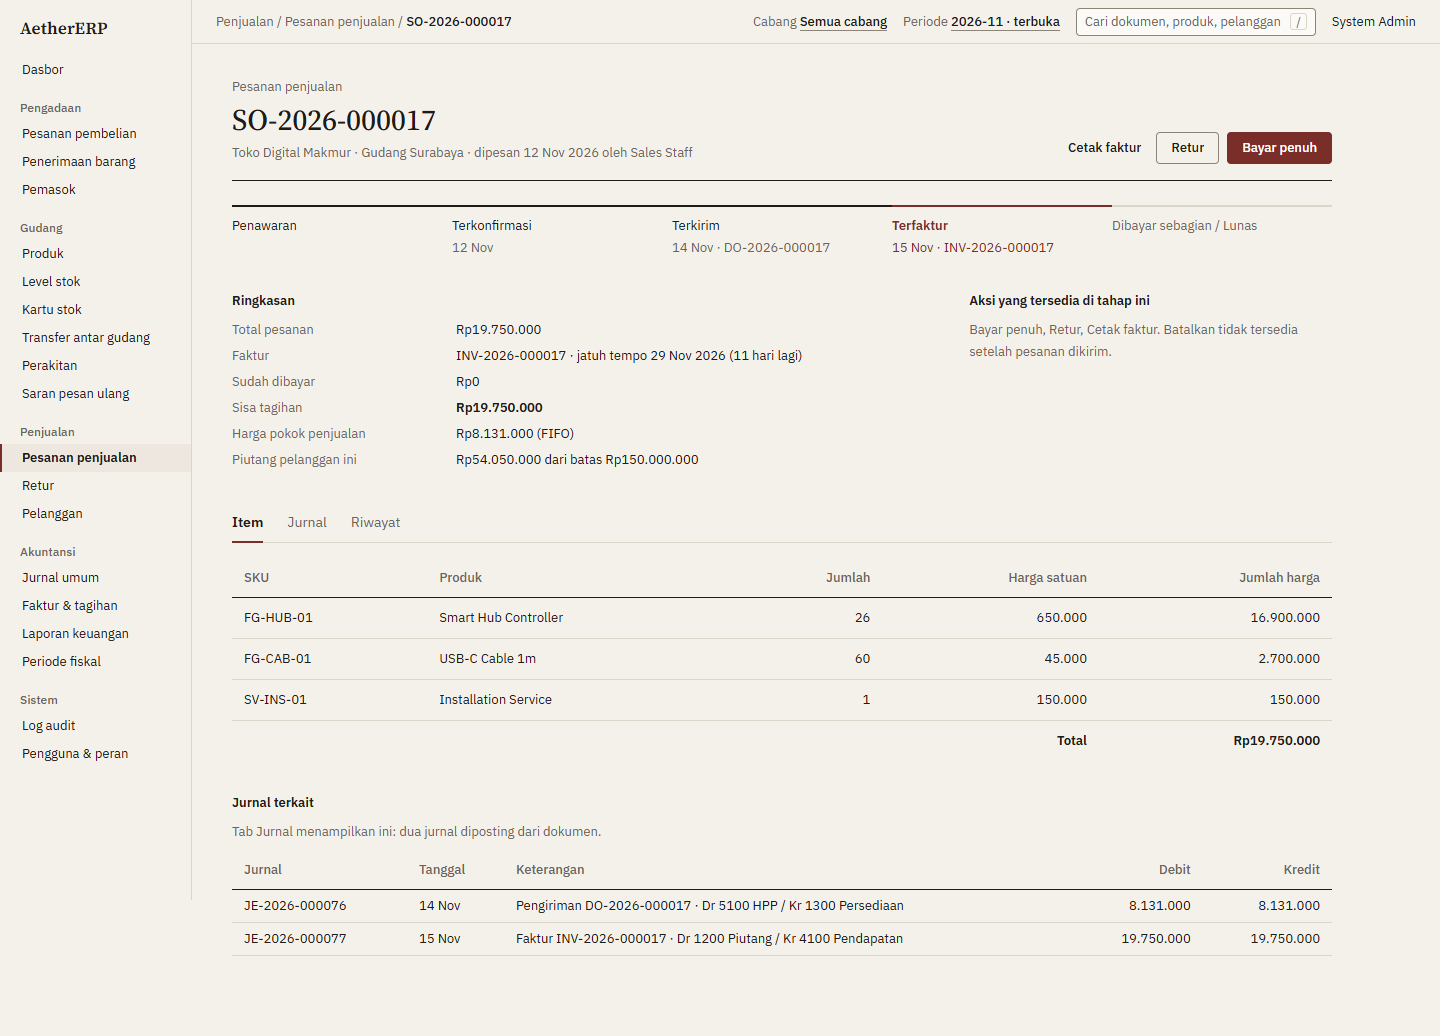 AetherERP
Dasbor
Pengadaan
Pesanan pembelian
Penerimaan barang
Pemasok
Gudang
Produk
Level stok
Kartu stok
Transfer antar gudang
Perakitan
Saran pesan ulang
Penjualan
Pesanan penjualan
Retur
Pelanggan
Akuntansi
Jurnal umum
Faktur & tagihan
Laporan keuangan
Periode fiskal
Sistem
Log audit
Pengguna & peran
Penjualan / Pesanan penjualan / SO-2026-000017
Cabang Semua cabang
Periode 2026-11 · terbuka
Cari dokumen, produk, pelanggan /
System Admin
Pesanan penjualan
SO-2026-000017
Toko Digital Makmur · Gudang Surabaya · dipesan 12 Nov 2026 oleh Sales Staff
Cetak faktur
Retur
Bayar penuh
Penawaran
Terkonfirmasi
12 Nov
Terkirim
14 Nov · DO-2026-000017
Terfaktur
15 Nov · INV-2026-000017
Dibayar sebagian / Lunas
Ringkasan
Total pesanan Rp19.750.000
Faktur INV-2026-000017 · jatuh tempo 29 Nov 2026 (11 hari lagi)
Sudah dibayar Rp0
Sisa tagihan Rp19.750.000
Harga pokok penjualan Rp8.131.000 (FIFO)
Piutang pelanggan ini Rp54.050.000 dari batas Rp150.000.000
Aksi yang tersedia di tahap ini
Bayar penuh, Retur, Cetak faktur. Batalkan tidak tersedia
setelah pesanan dikirim.
Item Jurnal Riwayat
SKU Produk Jumlah Harga satuan Jumlah harga
FG-HUB-01 Smart Hub Controller 26 650.000 16.900.000
FG-CAB-01 USB-C Cable 1m 60 45.000 2.700.000
SV-INS-01 Installation Service 1 150.000 150.000
Total Rp19.750.000
Jurnal terkait
Tab Jurnal menampilkan ini: dua jurnal diposting dari dokumen.
Jurnal Tanggal Keterangan Debit Kredit
JE-2026-000076 14 Nov Pengiriman DO-2026-000017 · Dr 5100 HPP / Kr 1300 Persediaan 8.131.000 8.131.000
JE-2026-000077 15 Nov Faktur INV-2026-000017 · Dr 1200 Piutang / Kr 4100 Pendapatan 19.750.000 19.750.000